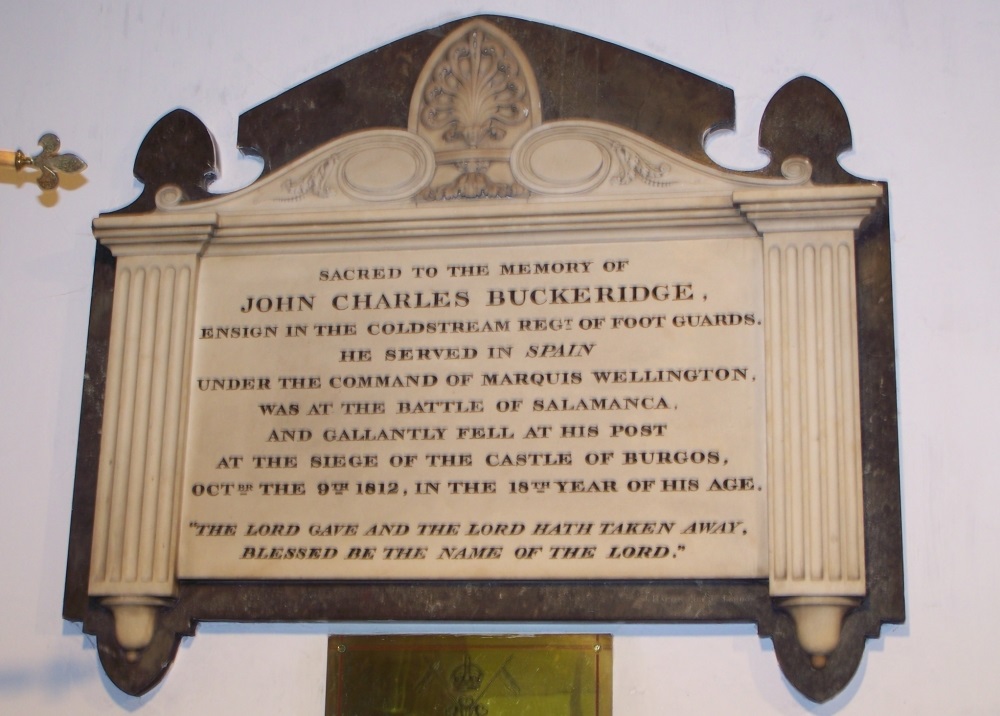 SACRED TO THE MEMORY OF
JOHN CHARLES BUCKERIDGE,
ENSIGN IN THE COLDSTREAM REGT OF FOOT GUARDS.
HE SERVED IN SPAIN
UNDER THE COMMAND OF MARQUIS WELLINGTON,
WAS AT THE BATTLE OF SALAMANCA,
AND GALLANTLY FELL AT HIS POST
AT THE SIEGE OF THE CASTLE OF BURGOS,
OCTBR THE 9TH 1812, IN THE 18TH YEAR OF HIS AGE.
"THE LORD GAVE AND THE LORD HATH TAKEN AWAY,
BLESSED BE THE NAME OF THE LORD."